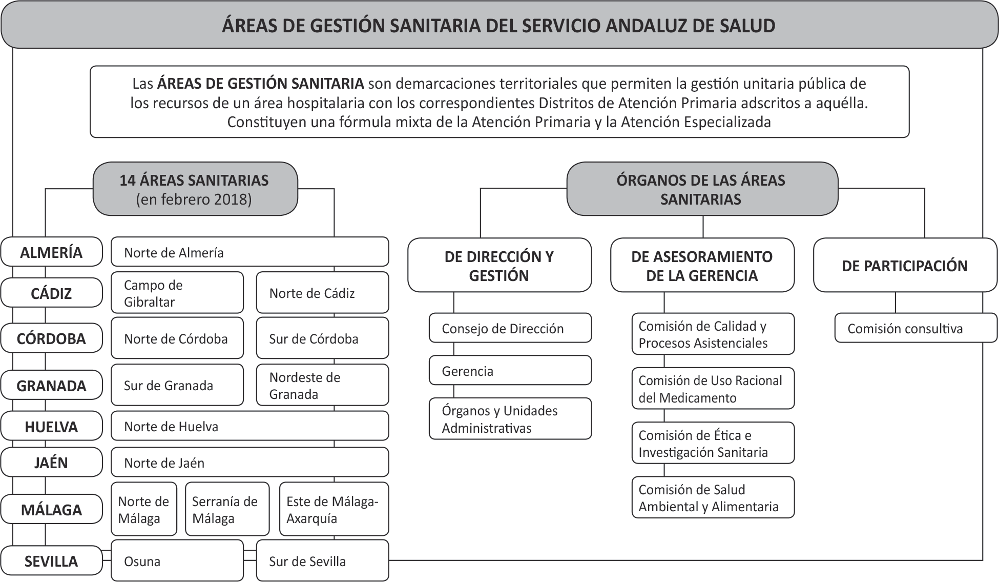 ÁREAS DE GESTIÓN SANITARIA DEL SERVICIO ANDALUZ DE SALUD
Las ÁREAS DE GESTIÓN SANITARIA son demarcaciones territoriales que permiten la gestión unitaria pública de
los recursos de un área hospitalaria con los correspondientes Distritos de Atención Primaria adscritos a aquélla.
Constituyen una fórmula mixta de la Atención Primaria y la Atención Especializada
14 ÁREAS SANITARIAS
(en febrero 2018)
ALMERÍA
Norte de Almería
CÁDIZ
Campo de
Gibraltar
Norte de Cádiz
CÓRDOBA
Norte de Córdoba
Sur de Córdoba
GRANADA
Sur de Granada
Nordeste de
Granada
HUELVA
Norte de Huelva
JAÉN
Norte de Jaén
MÁLAGA
Norte de
Málaga
Serranía de
Málaga
Este de Málaga-
Axarquía
SEVILLA
Osuna
Sur de Sevilla
ÓRGANOS DE LAS ÁREAS
SANITARIAS
DE DIRECCIÓN Y
GESTIÓN
Consejo de Dirección
Gerencia
Órganos y Unidades
Administrativas
DE ASESORAMIENTO
DE LA GERENCIA
Comisión de Calidad y
Procesos Asistenciales
Comisión de Uso Racional
del Medicamento
Comisión de Ética e
Investigación Sanitaria
Comisión de Salud
Ambiental y Alimentaria
DE PARTICIPACIÓN
Comisión consultiva